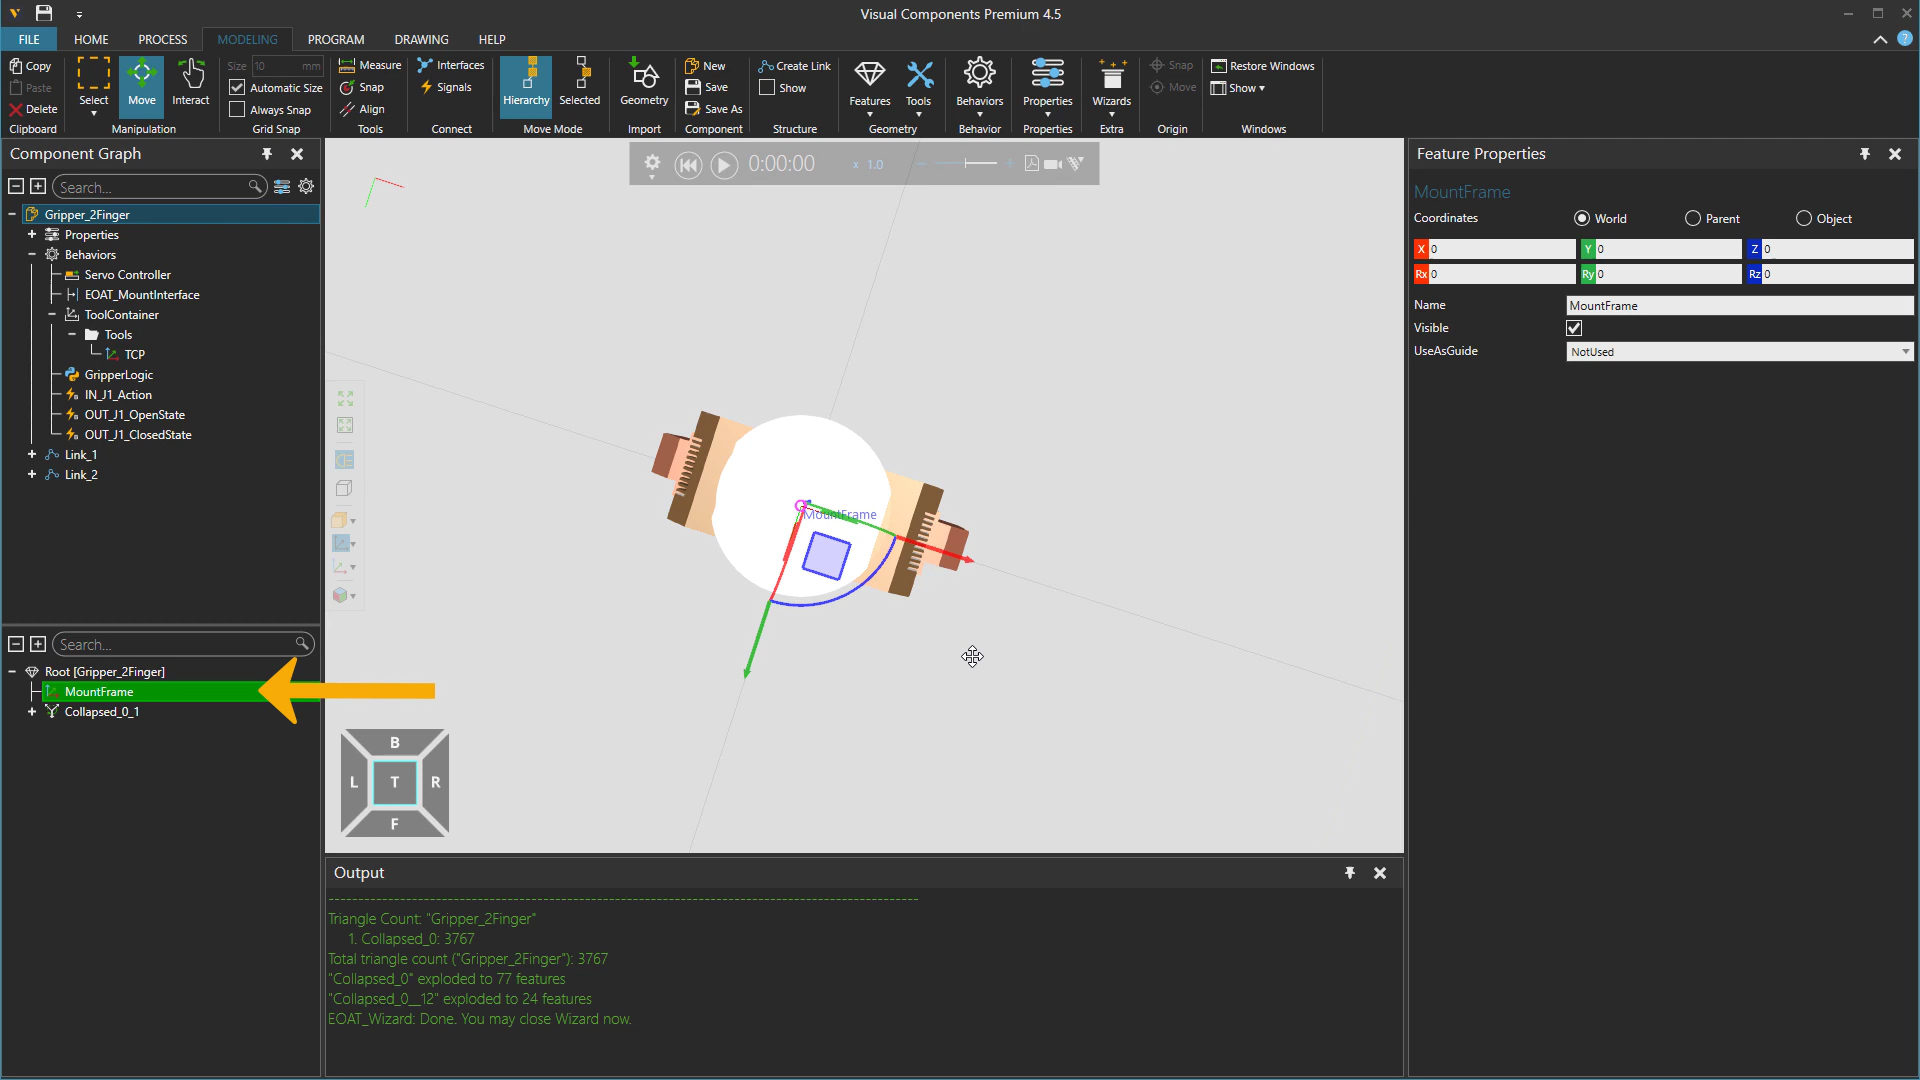 Visual Components Premium 4.5
FILE HOME PROCESS MODELING PROGRAM DRAWING HELP
Copy
Paste
Delete
Clipboard
Select
Move
Interact
Manipulation
Size 10 mm
Automatic Size
Always Snap
Grid Snap
Measure
Snap
Align
Tools
Interfaces
Signals
Connect
Hierarchy
Selected
Move Mode
Geometry
Import
New
Save
Save As
Component
Create Link
Show
Structure
Features
Tools
Geometry
Behaviors
Behavior
Properties
Properties
Wizards
Extra
Snap
Move
Origin
Restore Windows
Show
Windows
Component Graph
Search...
Gripper_2Finger
Properties
Behaviors
Servo Controller
EOAT_MountInterface
ToolContainer
Tools
TCP
GripperLogic
IN_J1_Action
OUT_J1_OpenState
OUT_J1_ClosedState
Link_1
Link_2
Search...
Root [Gripper_2Finger]
MountFrame
Collapsed_0_1
0:00:00
x 1.0
MountFrame
B
L T R
F
Output
Triangle Count: "Gripper_2Finger"
1. Collapsed_0: 3767
Total triangle count ("Gripper_2Finger"): 3767
"Collapsed_0" exploded to 77 features
"Collapsed_0__12" exploded to 24 features
EOAT_Wizard: Done. You may close Wizard now.
Feature Properties
MountFrame
Coordinates World Parent Object
X 0 Y 0 Z 0
Rx 0 Ry 0 Rz 0
Name MountFrame
Visible
UseAsGuide NotUsed